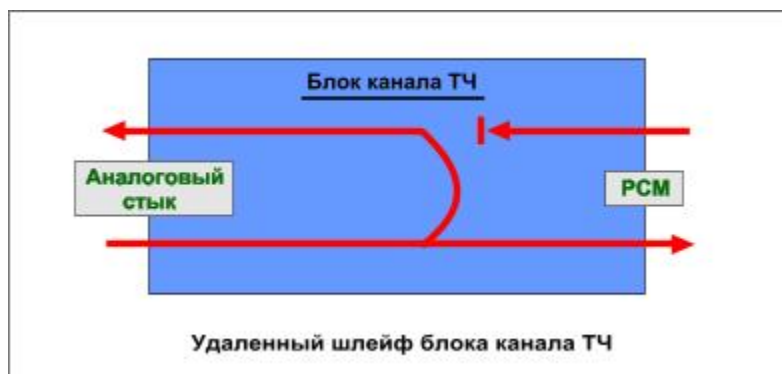 Блок канала ТЧ
Аналоговый
стык
PCM
Удаленный шлейф блока канала ТЧ